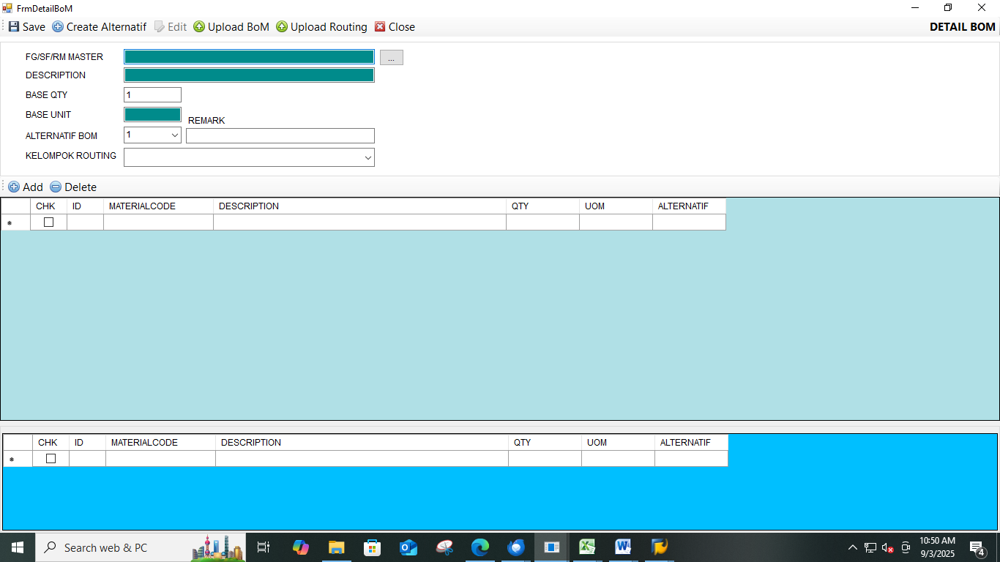 FrmDetailBoM
Save Create Alternatif Edit Upload BoM Upload Routing Close DETAIL BOM
FG/SF/RM MASTER ...
DESCRIPTION
BASE QTY 1
BASE UNIT
REMARK
ALTERNATIF BOM 1
KELOMPOK ROUTING
Add Delete
CHK ID MATERIALCODE DESCRIPTION QTY UOM ALTERNATIF
CHK ID MATERIALCODE DESCRIPTION QTY UOM ALTERNATIF
Search web & PC
10:50 AM
9/3/2025
4